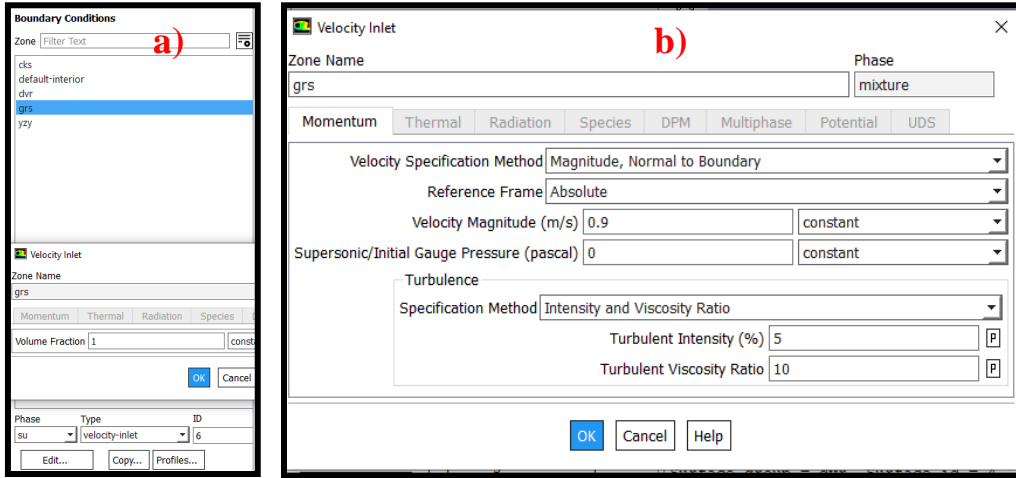 Boundary Conditions
Zone Filter Text
a)
cks
default-interior
dvr
grs
yzy
Velocity Inlet
Zone Name
grs
Momentum Thermal Radiation Species
Volume Fraction 1
OK Cancel
Phase Type ID
su velocity-inlet 6
Edit... Copy... Profiles...
Velocity Inlet
b)
Zone Name Phase
grs mixture
Momentum Thermal Radiation Species DPM Multiphase Potential UDS
Velocity Specification Method Magnitude, Normal to Boundary
Reference Frame Absolute
Velocity Magnitude (m/s) 0.9 constant
Supersonic/Initial Gauge Pressure (pascal) 0 constant
Turbulence
Specification Method Intensity and Viscosity Ratio
Turbulent Intensity (%) 5 P
Turbulent Viscosity Ratio 10 P
OK Cancel Help